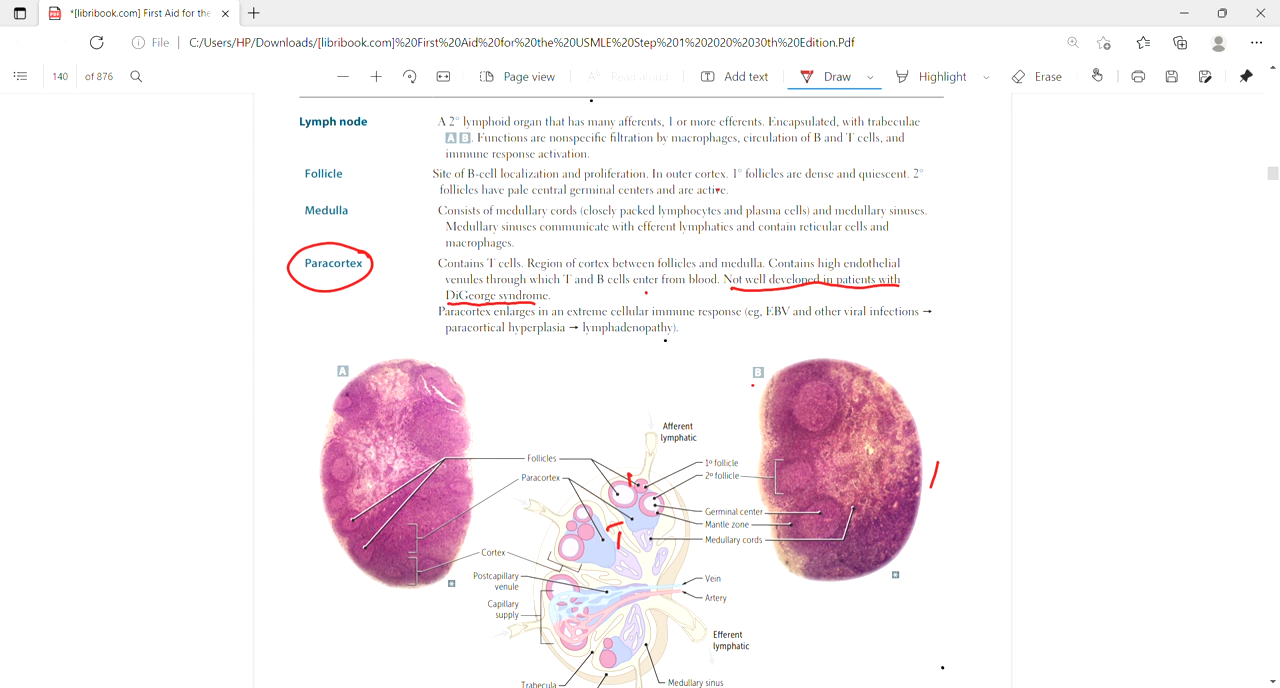 *[libribook.com] First Aid for the
File
C:/Users/HP/Downloads/[libribook.com]%20First%20Aid%20for%20the%20USMLE%20Step%201%202020%2030th%20Edition.Pdf
140 of 876
Page view
Read aloud
Add text
Draw
Highlight
Erase
Lymph node
A 2° lymphoid organ that has many afferents, 1 or more efferents. Encapsulated, with trabeculae
A B. Functions are nonspecific filtration by macrophages, circulation of B and T cells, and
immune response activation.
Follicle
Site of B-cell localization and proliferation. In outer cortex. 1° follicles are dense and quiescent. 2°
follicles have pale central germinal centers and are active.
Medulla
Consists of medullary cords (closely packed lymphocytes and plasma cells) and medullary sinuses.
Medullary sinuses communicate with efferent lymphatics and contain reticular cells and
macrophages.
Paracortex
Contains T cells. Region of cortex between follicles and medulla. Contains high endothelial
venules through which T and B cells enter from blood. Not well developed in patients with
DiGeorge syndrome.
Paracortex enlarges in an extreme cellular immune response (eg, EBV and other viral infections →
paracortical hyperplasia → lymphadenopathy).
A
B
Afferent
lymphatic
Follicles
Paracortex
1º follicle
2º follicle
Germinal center
Mantle zone
Medullary cords
Cortex
Postcapillary
venule
Capillary
supply
Vein
Artery
Efferent
lymphatic
Trabecula
Medullary sinus